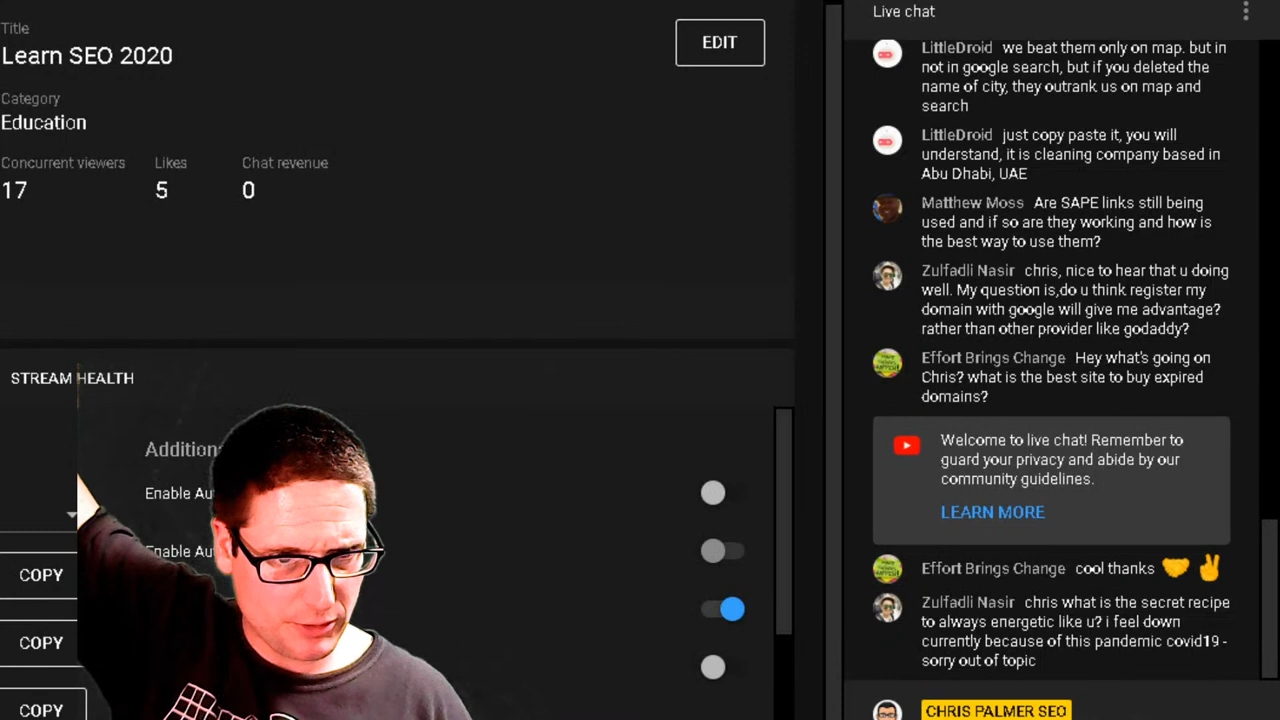 Title
Learn SEO 2020
EDIT
Category
Education
Concurrent viewers
Likes
Chat revenue
17
5
0
STREAM HEALTH
Enable
Enable
COPY
COPY
COPY
Live chat
LittleDroid we beat them only on map. but in
not in google search, but if you deleted the
name of city, they outrank us on map and
search
LittleDroid just copy paste it, you will
understand, it is cleaning company based in
Abu Dhabi, UAE
Matthew Moss Are SAPE links still being
used and if so are they working and how is
the best way to use them?
Zulfadli Nasir chris, nice to hear that u doing
well. My question is,do u think register my
domain with google will give me advantage?
rather than other provider like godaddy?
Effort Brings Change Hey what's going on
Chris? what is the best site to buy expired
domains?
Welcome to live chat! Remember to
guard your privacy and abide by our
community guidelines.
LEARN MORE
Effort Brings Change cool thanks 🤝 ✌
Zulfadli Nasir chris what is the secret recipe
to always energetic like u? i feel down
currently because of this pandemic covid19 -
sorry out of topic
CHRIS PALMER SEO